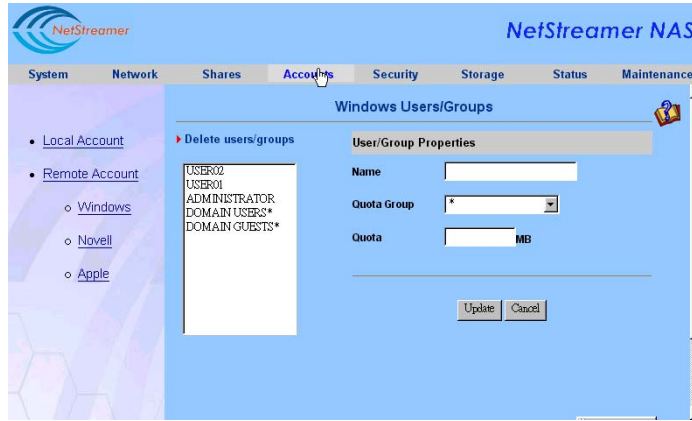 NetStreamer
NetStreamer NAS
System Network Shares Accounts Security Storage Status Maintenance
Windows Users/Groups
Local Account
Remote Account
Windows
Novell
Apple
Delete users/groups
USER02
USER01
ADMINISTRATOR
DOMAIN USERS*
DOMAIN GUESTS*
User/Group Properties
Name
Quota Group *
Quota MB
Update Cancel